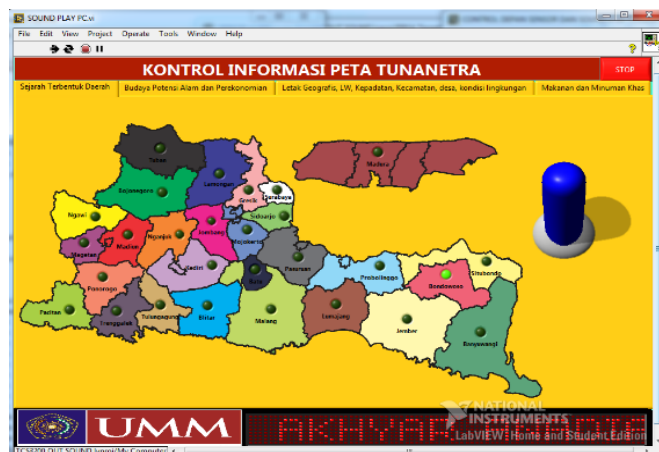 SOUND PLAY PC.vi
File Edit View Project Operate Tools Window Help
KONTROL INFORMASI PETA TUNANETRA
STOP
Sejarah Terbentuk Daerah
Budaya Potensi Alam dan Perekonomian
Letak Geografis, LW, Kepadatan, Kecamatan, desa, kondisi lingkungan
Makanan dan Minuman Khas
Tuban
Lamongan
Madura
Bojonegoro
Gresik
Surabaya
Ngawi
Sidoarjo
Madiun
Nganjuk
Jombang
Mojokerto
Magetan
Kediri
Pasuruan
Probolinggo
Situbondo
Bondowoso
Ponorogo
Batu
Pacitan
Trenggalek
Tulungagung
Blitar
Malang
Lumajang
Jember
Banyuwangi
UMM
NATIONAL
INSTRUMENTS
LabVIEW Home and Student Edition